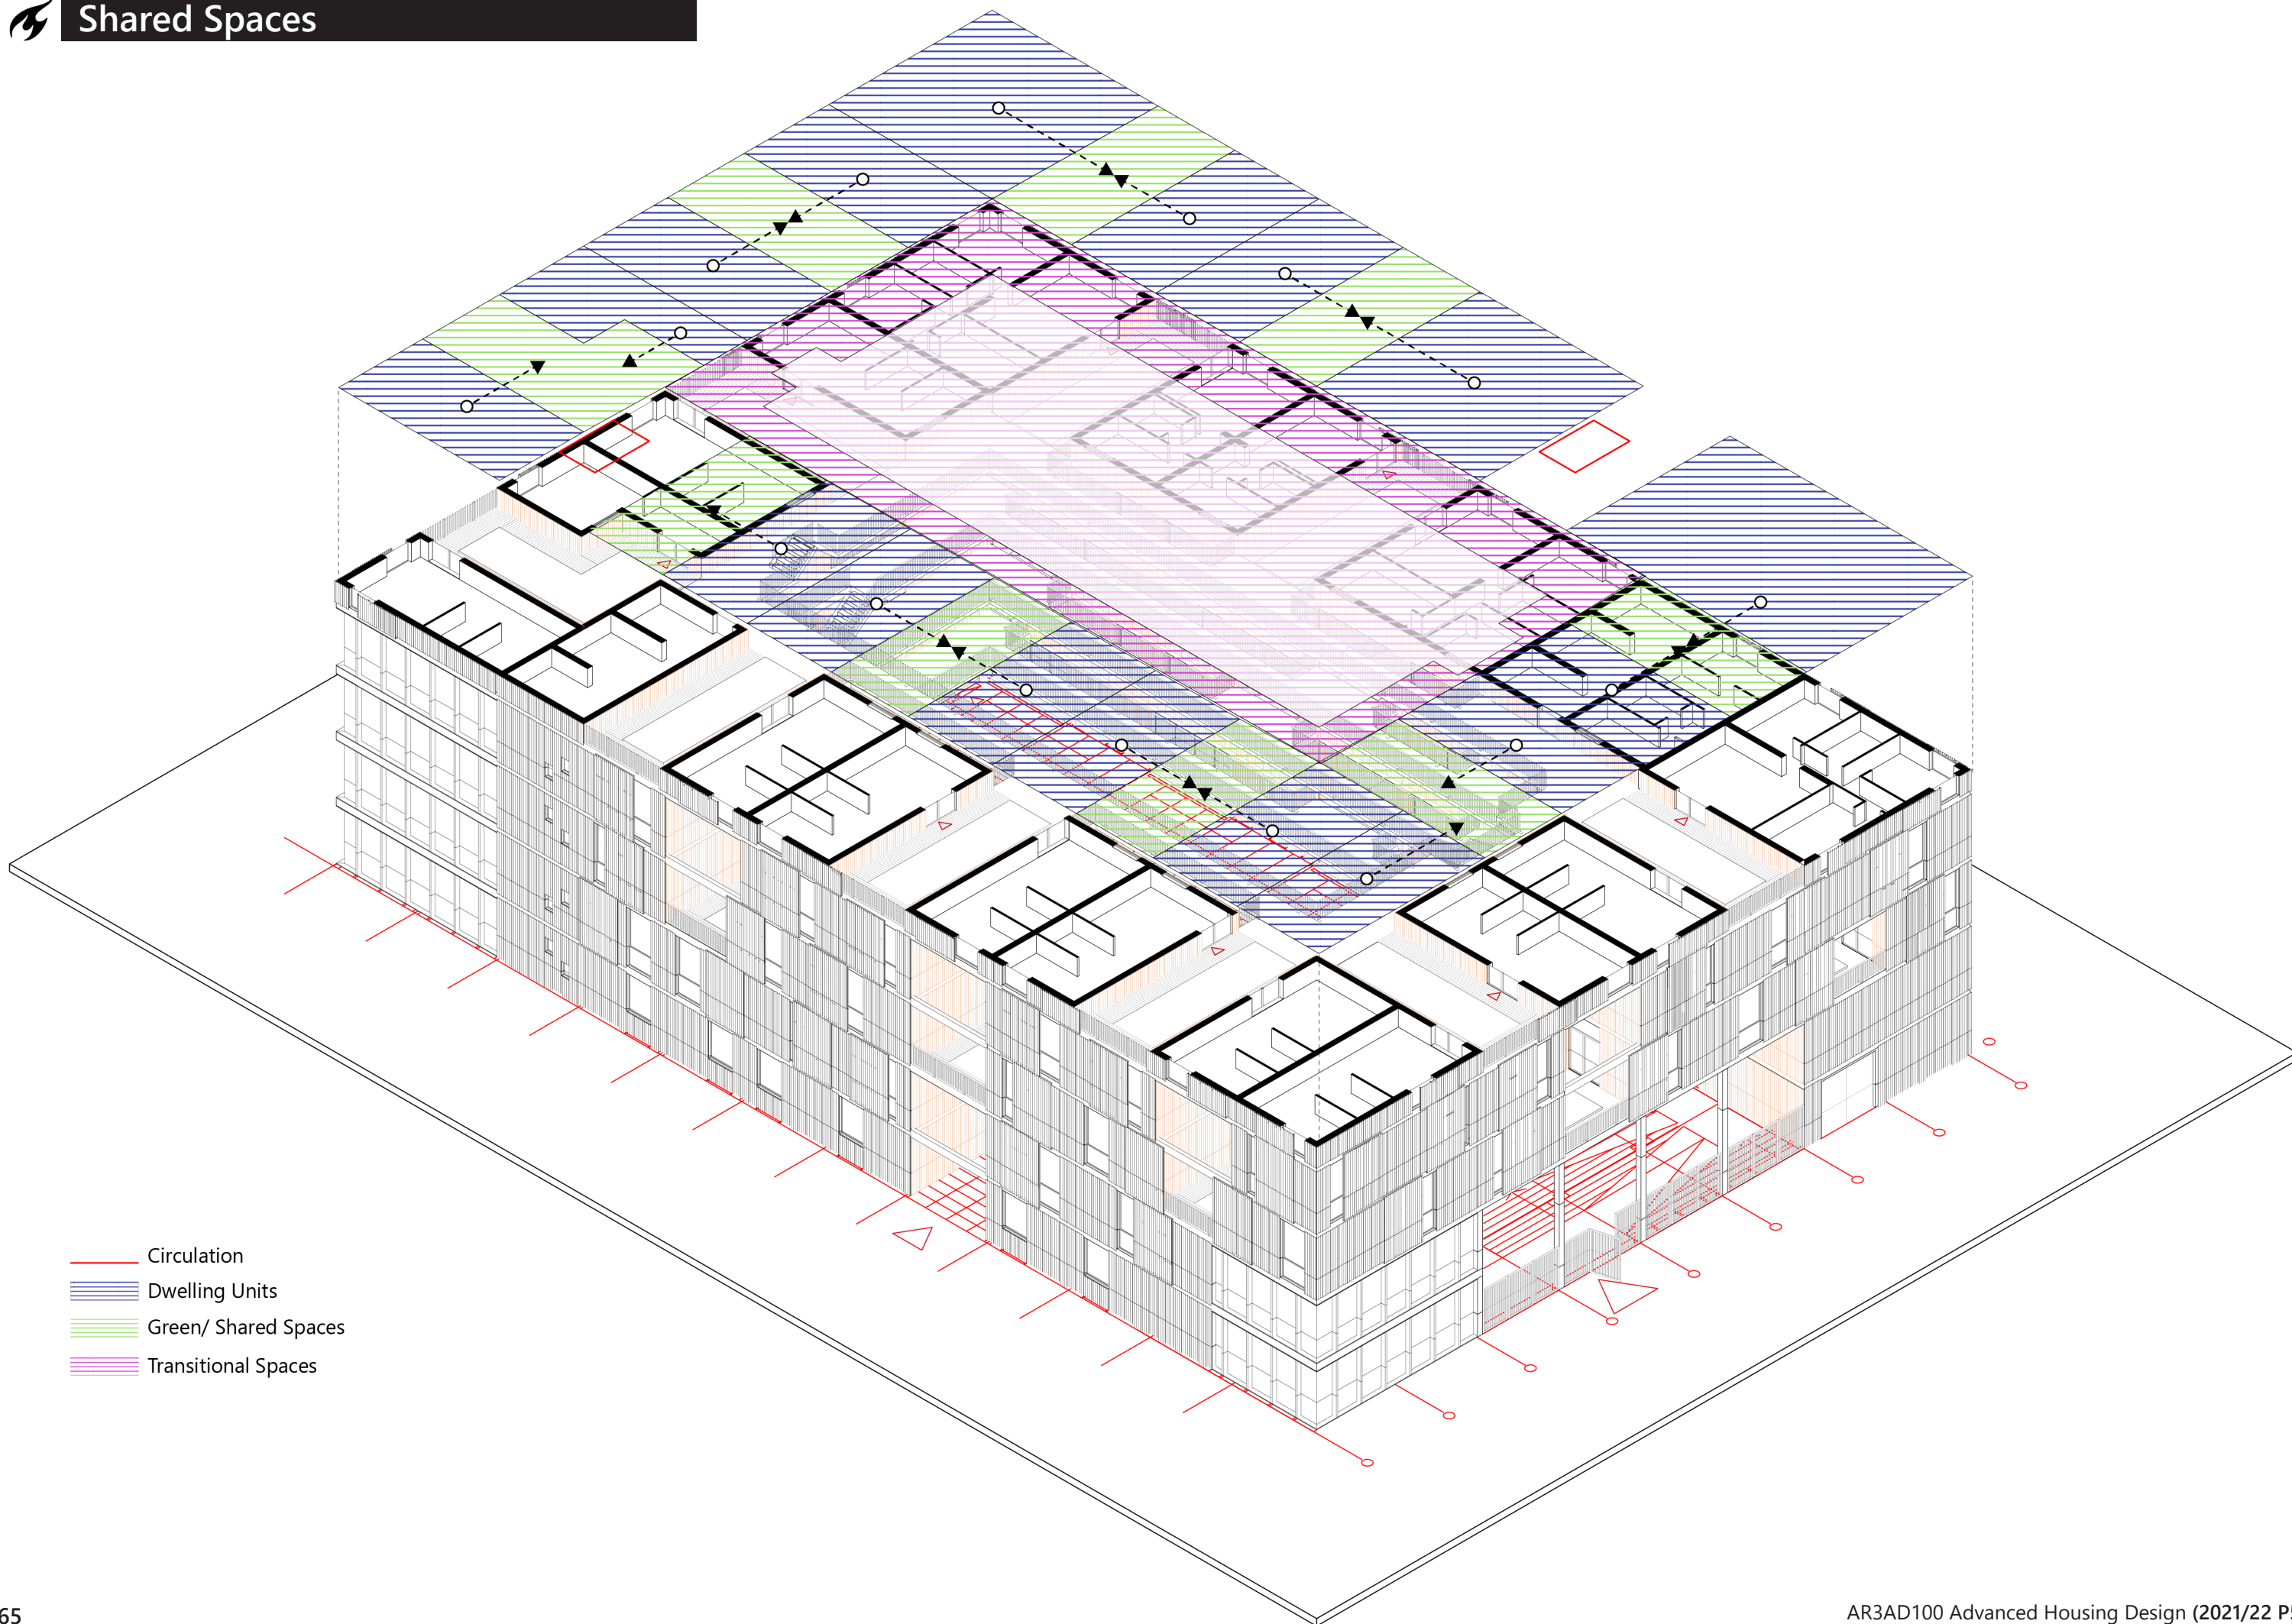 Shared Spaces
Circulation
Dwelling Units
Green/ Shared Spaces
Transitional Spaces
65
AR3AD100 Advanced Housing Design (2021/22